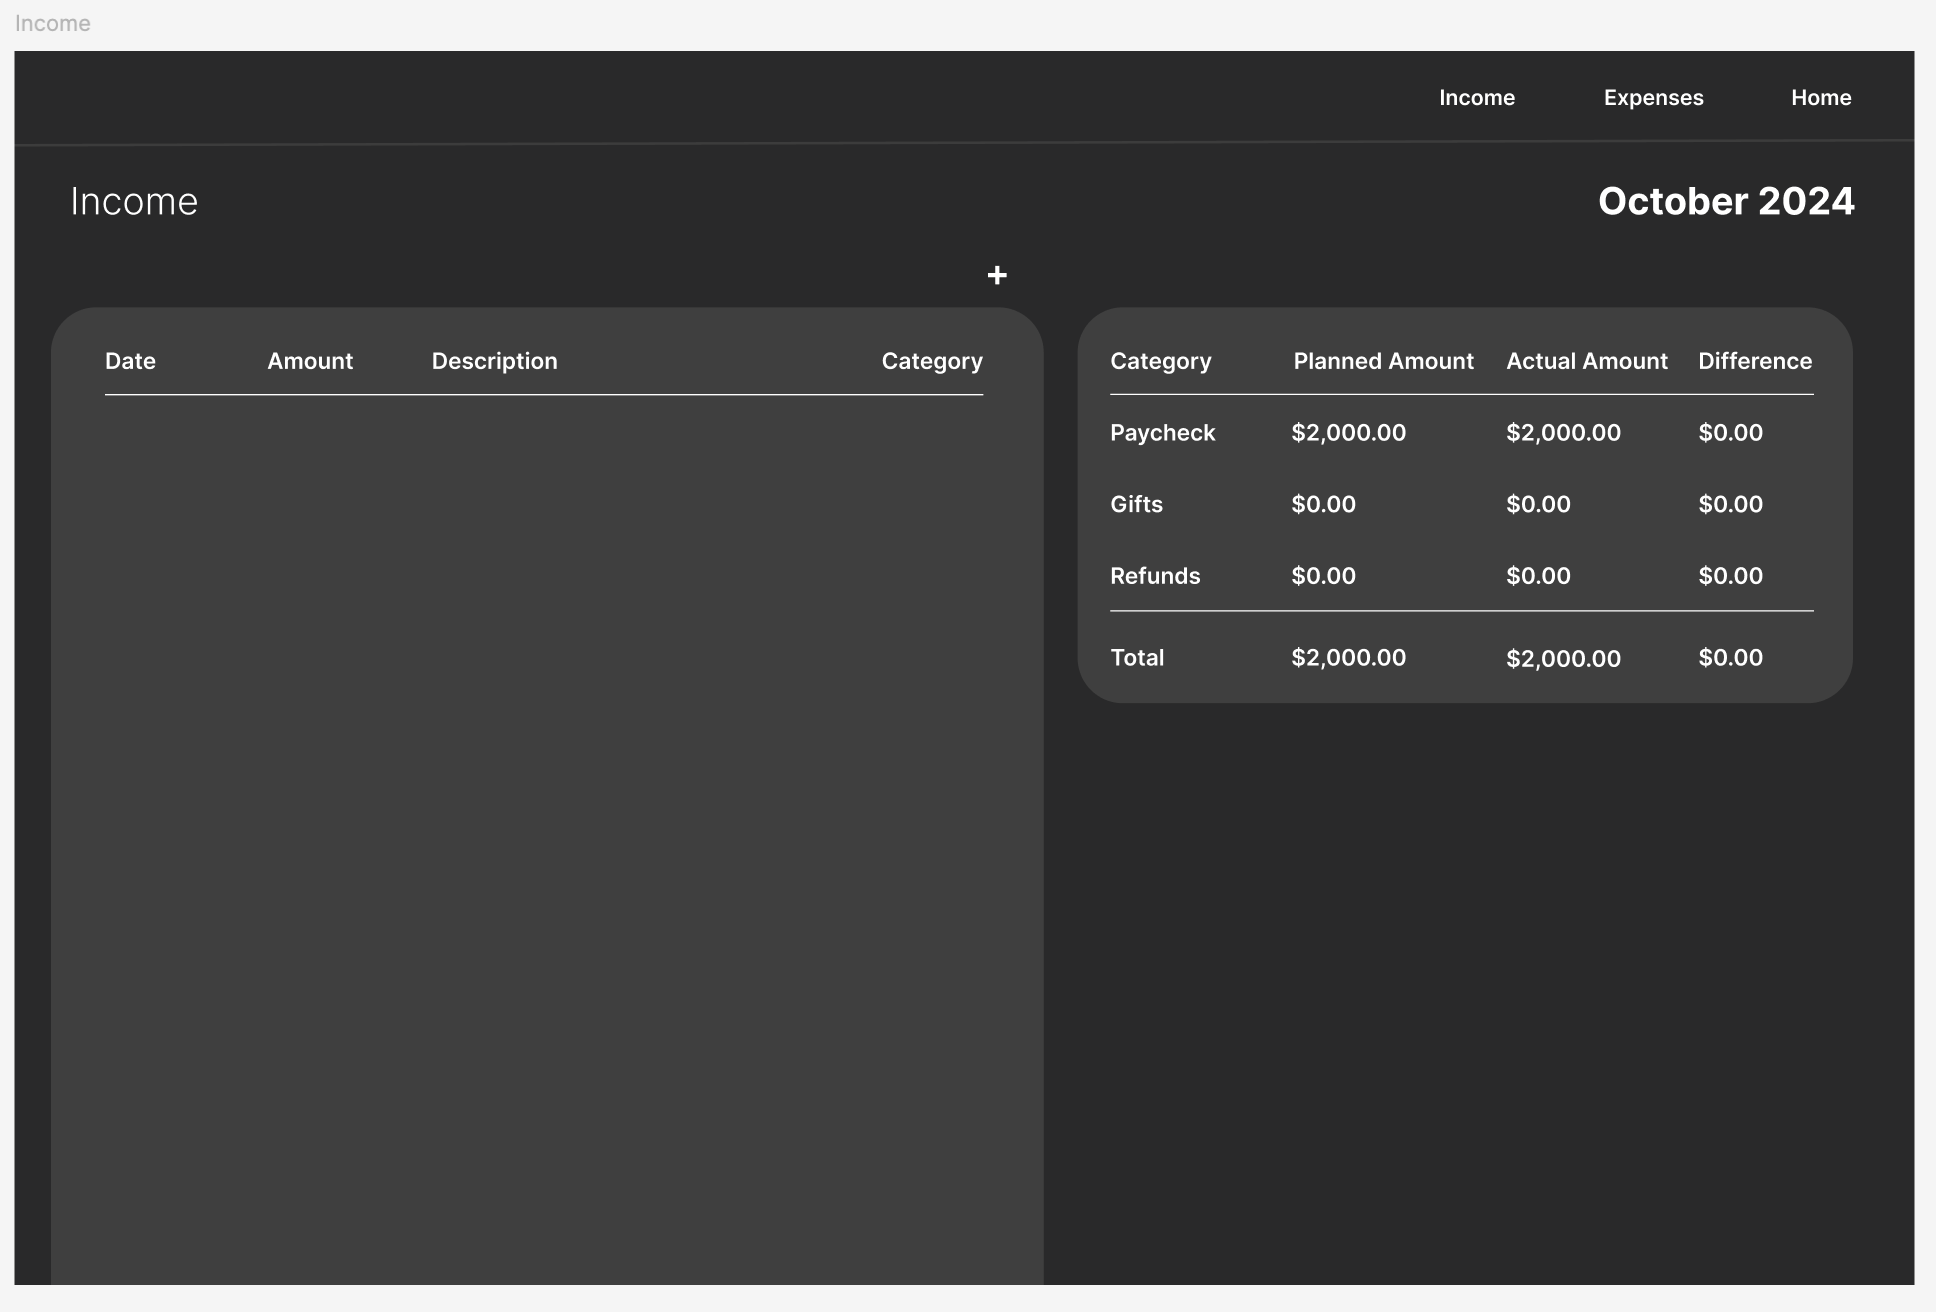 Income
Income Expenses Home
Income October 2024
+
Date Amount Description Category
Category Planned Amount Actual Amount Difference
Paycheck $2,000.00 $2,000.00 $0.00
Gifts $0.00 $0.00 $0.00
Refunds $0.00 $0.00 $0.00
Total $2,000.00 $2,000.00 $0.00